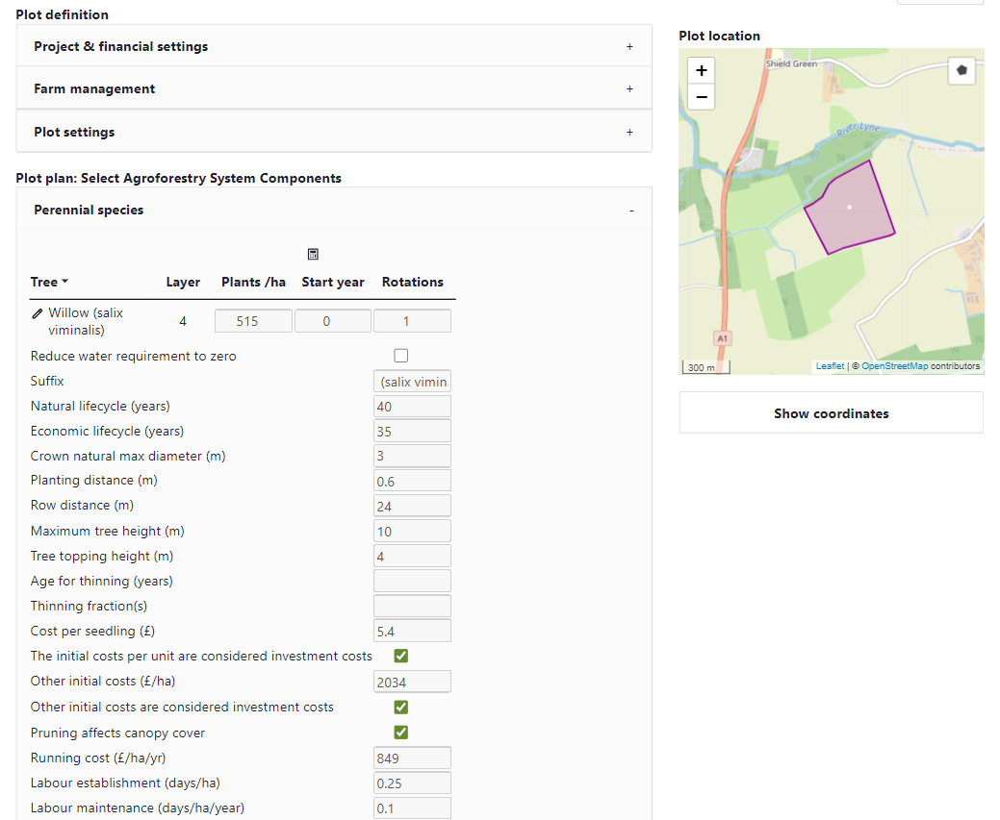 Plot definition
Project & financial settings +
Farm management +
Plot settings +
Plot plan: Select Agroforestry System Components
Perennial species -
Tree Layer Plants /ha Start year Rotations
Willow (salix
viminalis) 4 515 0 1
Reduce water requirement to zero
Suffix (salix vimin
Natural lifecycle (years) 40
Economic lifecycle (years) 35
Crown natural max diameter (m) 3
Planting distance (m) 0.6
Row distance (m) 24
Maximum tree height (m) 10
Tree topping height (m) 4
Age for thinning (years)
Thinning fraction(s)
Cost per seedling (£) 5.4
The initial costs per unit are considered investment costs
Other initial costs (£/ha) 2034
Other initial costs are considered investment costs
Pruning affects canopy cover
Running cost (£/ha/yr) 849
Labour establishment (days/ha) 0.25
Labour maintenance (days/ha/year) 0.1
Plot location
+
−
Shield Green
River Lyne
A1
300 m
Leaflet | © OpenStreetMap contributors
Show coordinates